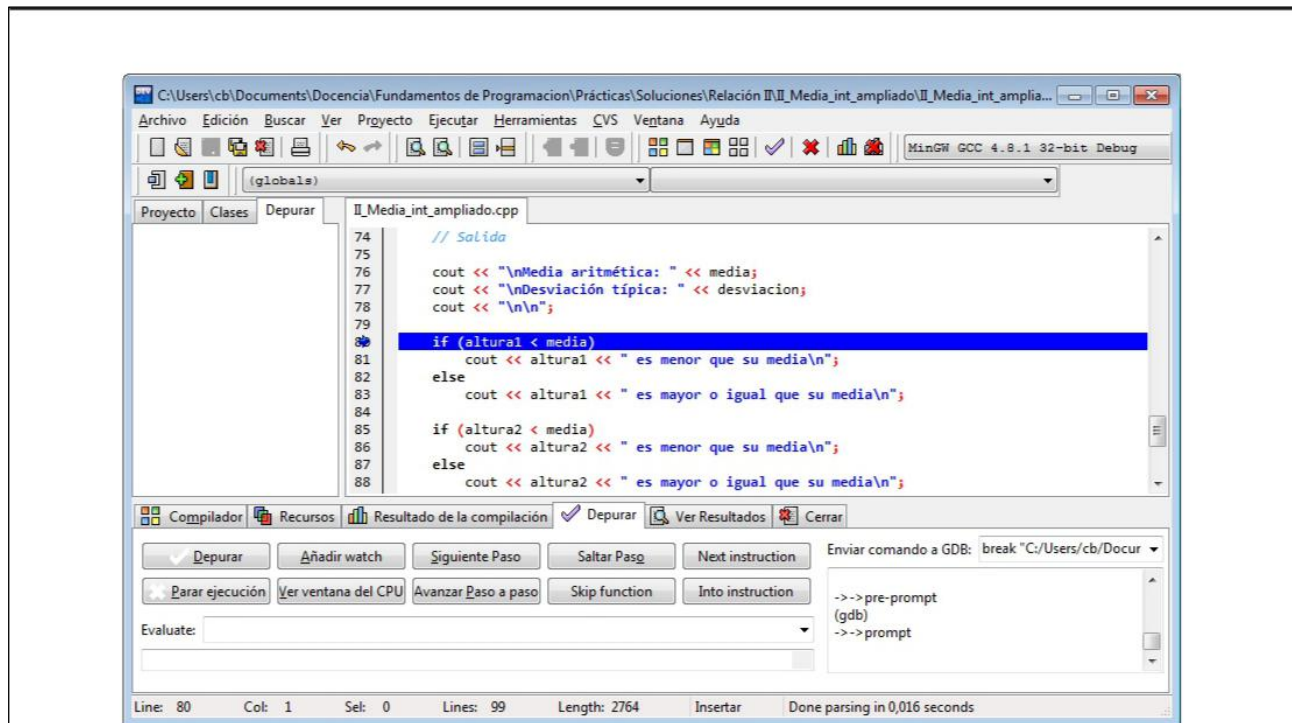 C:\Users\cb\Documents\Docencia\Fundamentos de Programacion\Prácticas\Soluciones\Relación II\II_Media_int_ampliado\II_Media_int_amplia...
Archivo Edición Buscar Ver Proyecto Ejecutar Herramientas CVS Ventana Ayuda
MinGW GCC 4.8.1 32-bit Debug
(globals)
Proyecto Clases Depurar II_Media_int_ampliado.cpp
74 // Salida
75
76 cout << "\nMedia aritmética: " << media;
77 cout << "\nDesviación típica: " << desviacion;
78 cout << "\n\n";
79
80 if (altura1 < media)
81 cout << altura1 << " es menor que su media\n";
82 else
83 cout << altura1 << " es mayor o igual que su media\n";
84
85 if (altura2 < media)
86 cout << altura2 << " es menor que su media\n";
87 else
88 cout << altura2 << " es mayor o igual que su media\n";
Compilador Recursos Resultado de la compilación Depurar Ver Resultados Cerrar
Depurar Añadir watch Siguiente Paso Saltar Paso Next instruction Enviar comando a GDB: break "C:/Users/cb/Docur
Parar ejecución Ver ventana del CPU Avanzar Paso a paso Skip function Into instruction
->->pre-prompt
(gdb)
->->prompt
Evaluate:
Line: 80 Col: 1 Sel: 0 Lines: 99 Length: 2764 Insertar Done parsing in 0,016 seconds